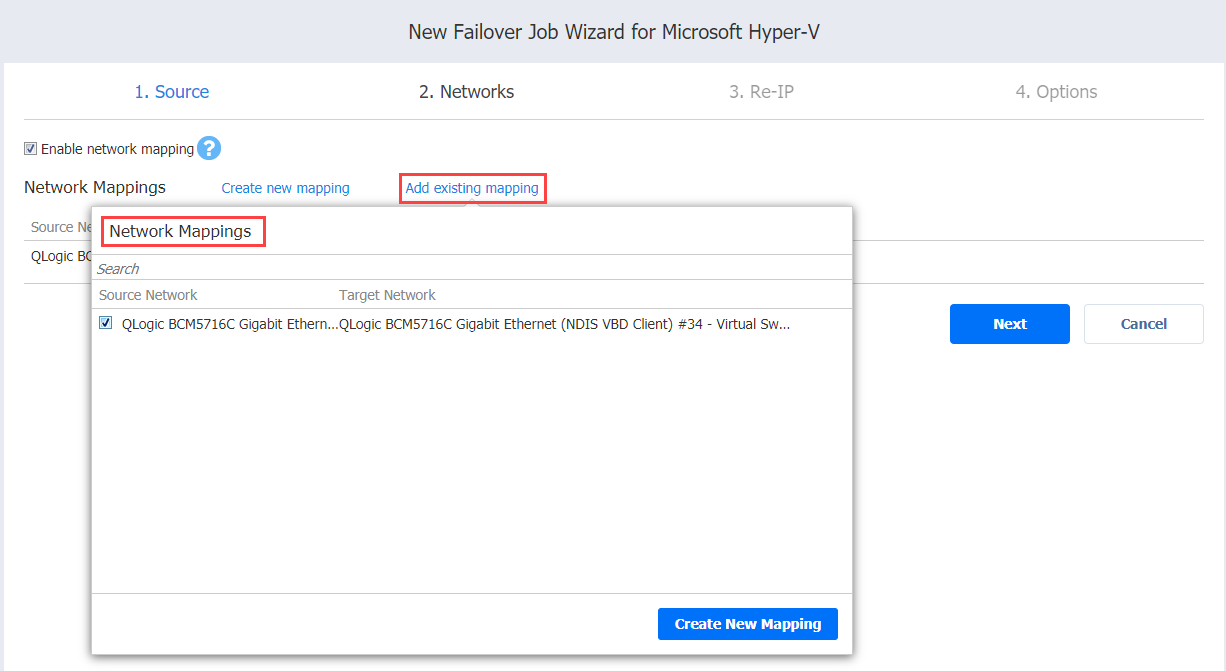 New Failover Job Wizard for Microsoft Hyper-V
1. Source 2. Networks 3. Re-IP 4. Options
Enable network mapping ?
Network Mappings Create new mapping Add existing mapping
Source Ne
QLogic BC
Network Mappings
Search
Source Network Target Network
QLogic BCM5716C Gigabit Ethern... QLogic BCM5716C Gigabit Ethernet (NDIS VBD Client) #34 - Virtual Sw...
Next Cancel
Create New Mapping